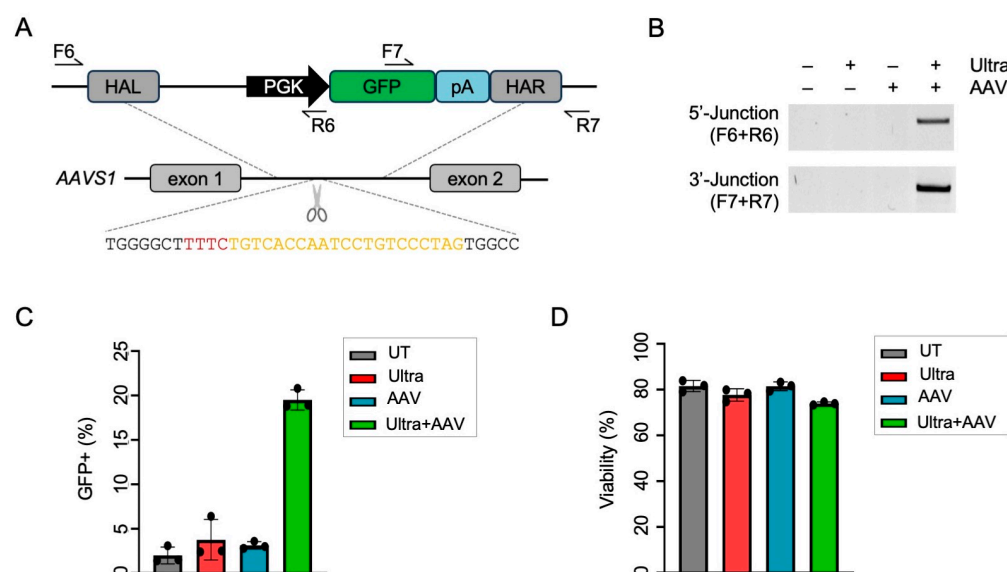 A
F6
F7
HAL
PGK
GFP
pA
HAR
R6
R7
AAVS1
exon 1
exon 2
TGGGGCTTTTCTGTCACCAATCCTGTCCCTAGTGGCC
B
– + – + Ultra
– – + + AAV
5'-Junction
(F6+R6)
3'-Junction
(F7+R7)
C
GFP+ (%)
25
20
15
10
5
0
UT
Ultra
AAV
Ultra+AAV
D
Viability (%)
100
80
60
40
20
0
UT
Ultra
AAV
Ultra+AAV